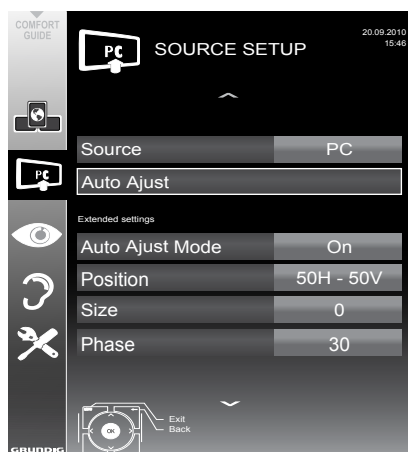 COMFORT
GUIDE
PC
SOURCE SETUP
20.09.2010
15:46
PC
Source PC
Auto Ajust
Extended settings
Auto Ajust Mode On
Position 50H - 50V
Size 0
Phase 30
Exit
Back
OK
GRUNDIG